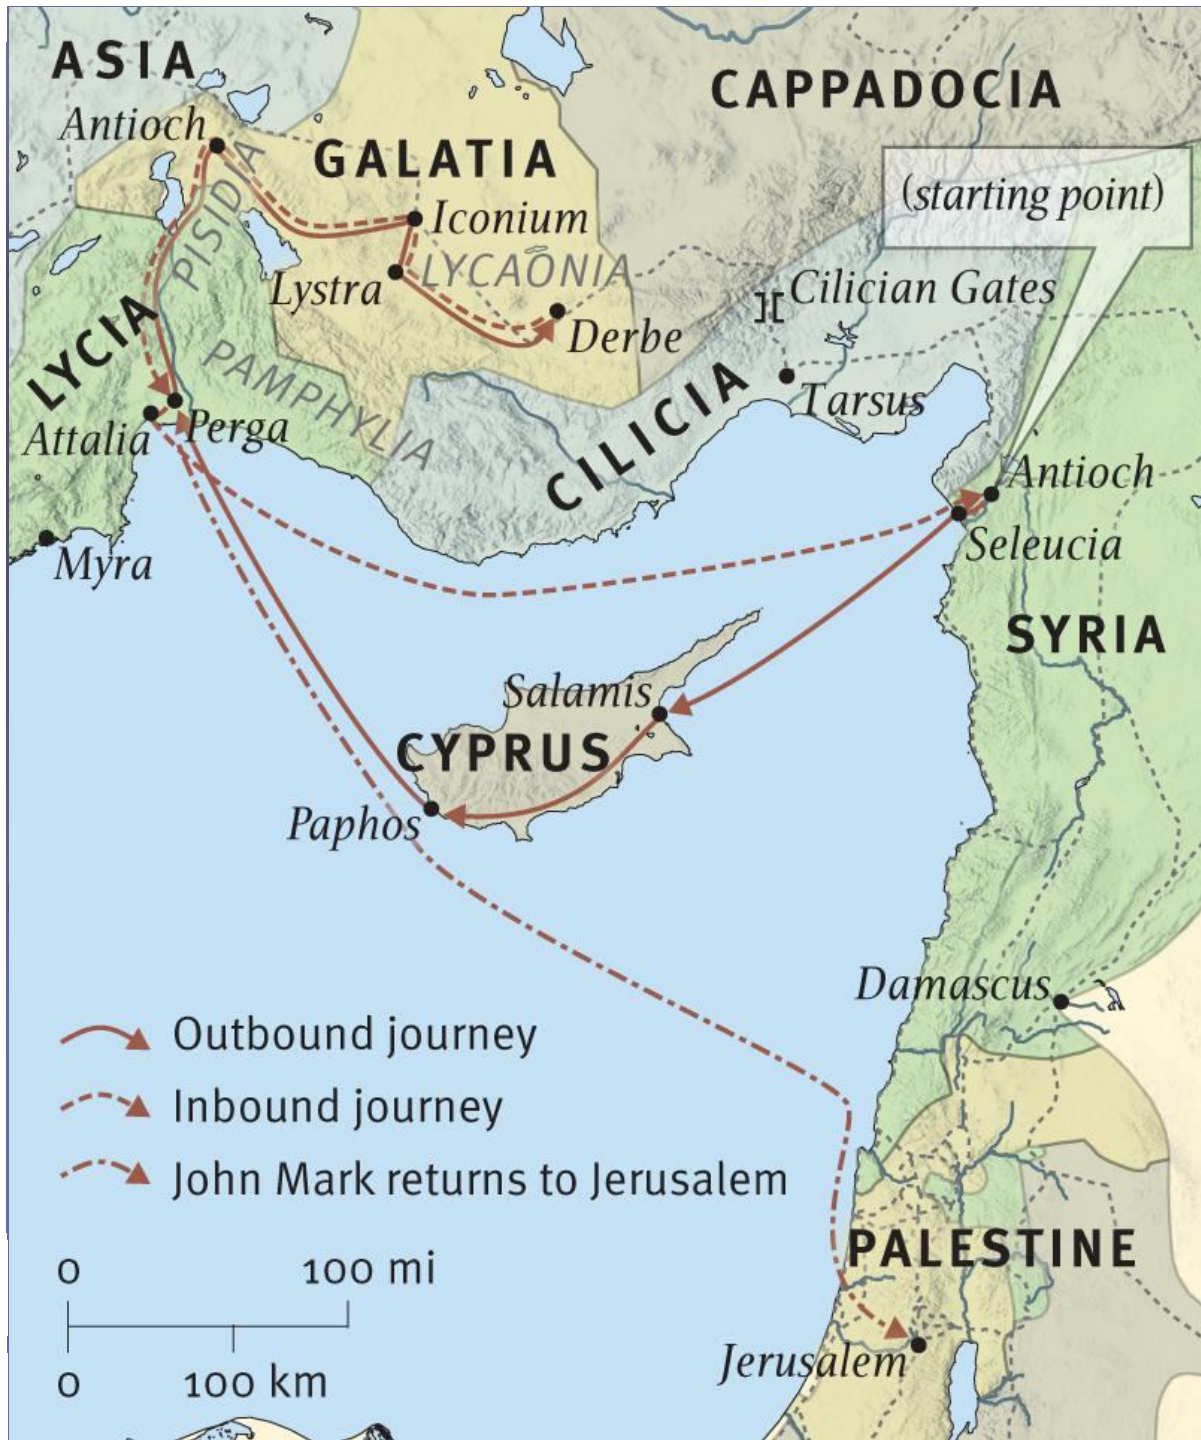 ASIA
CAPPADOCIA
Antioch
GALATIA
PISIDIA
(starting point)
Iconium
LYCAONIA
Lystra
Cilician Gates
Derbe
LYCIA
PAMPHYLIA
CILICIA
Tarsus
Attalia
Perga
Antioch
Seleucia
Myra
SYRIA
Salamis
CYPRUS
Paphos
Damascus
Outbound journey
Inbound journey
John Mark returns to Jerusalem
PALESTINE
0 100 mi
0 100 km
Jerusalem